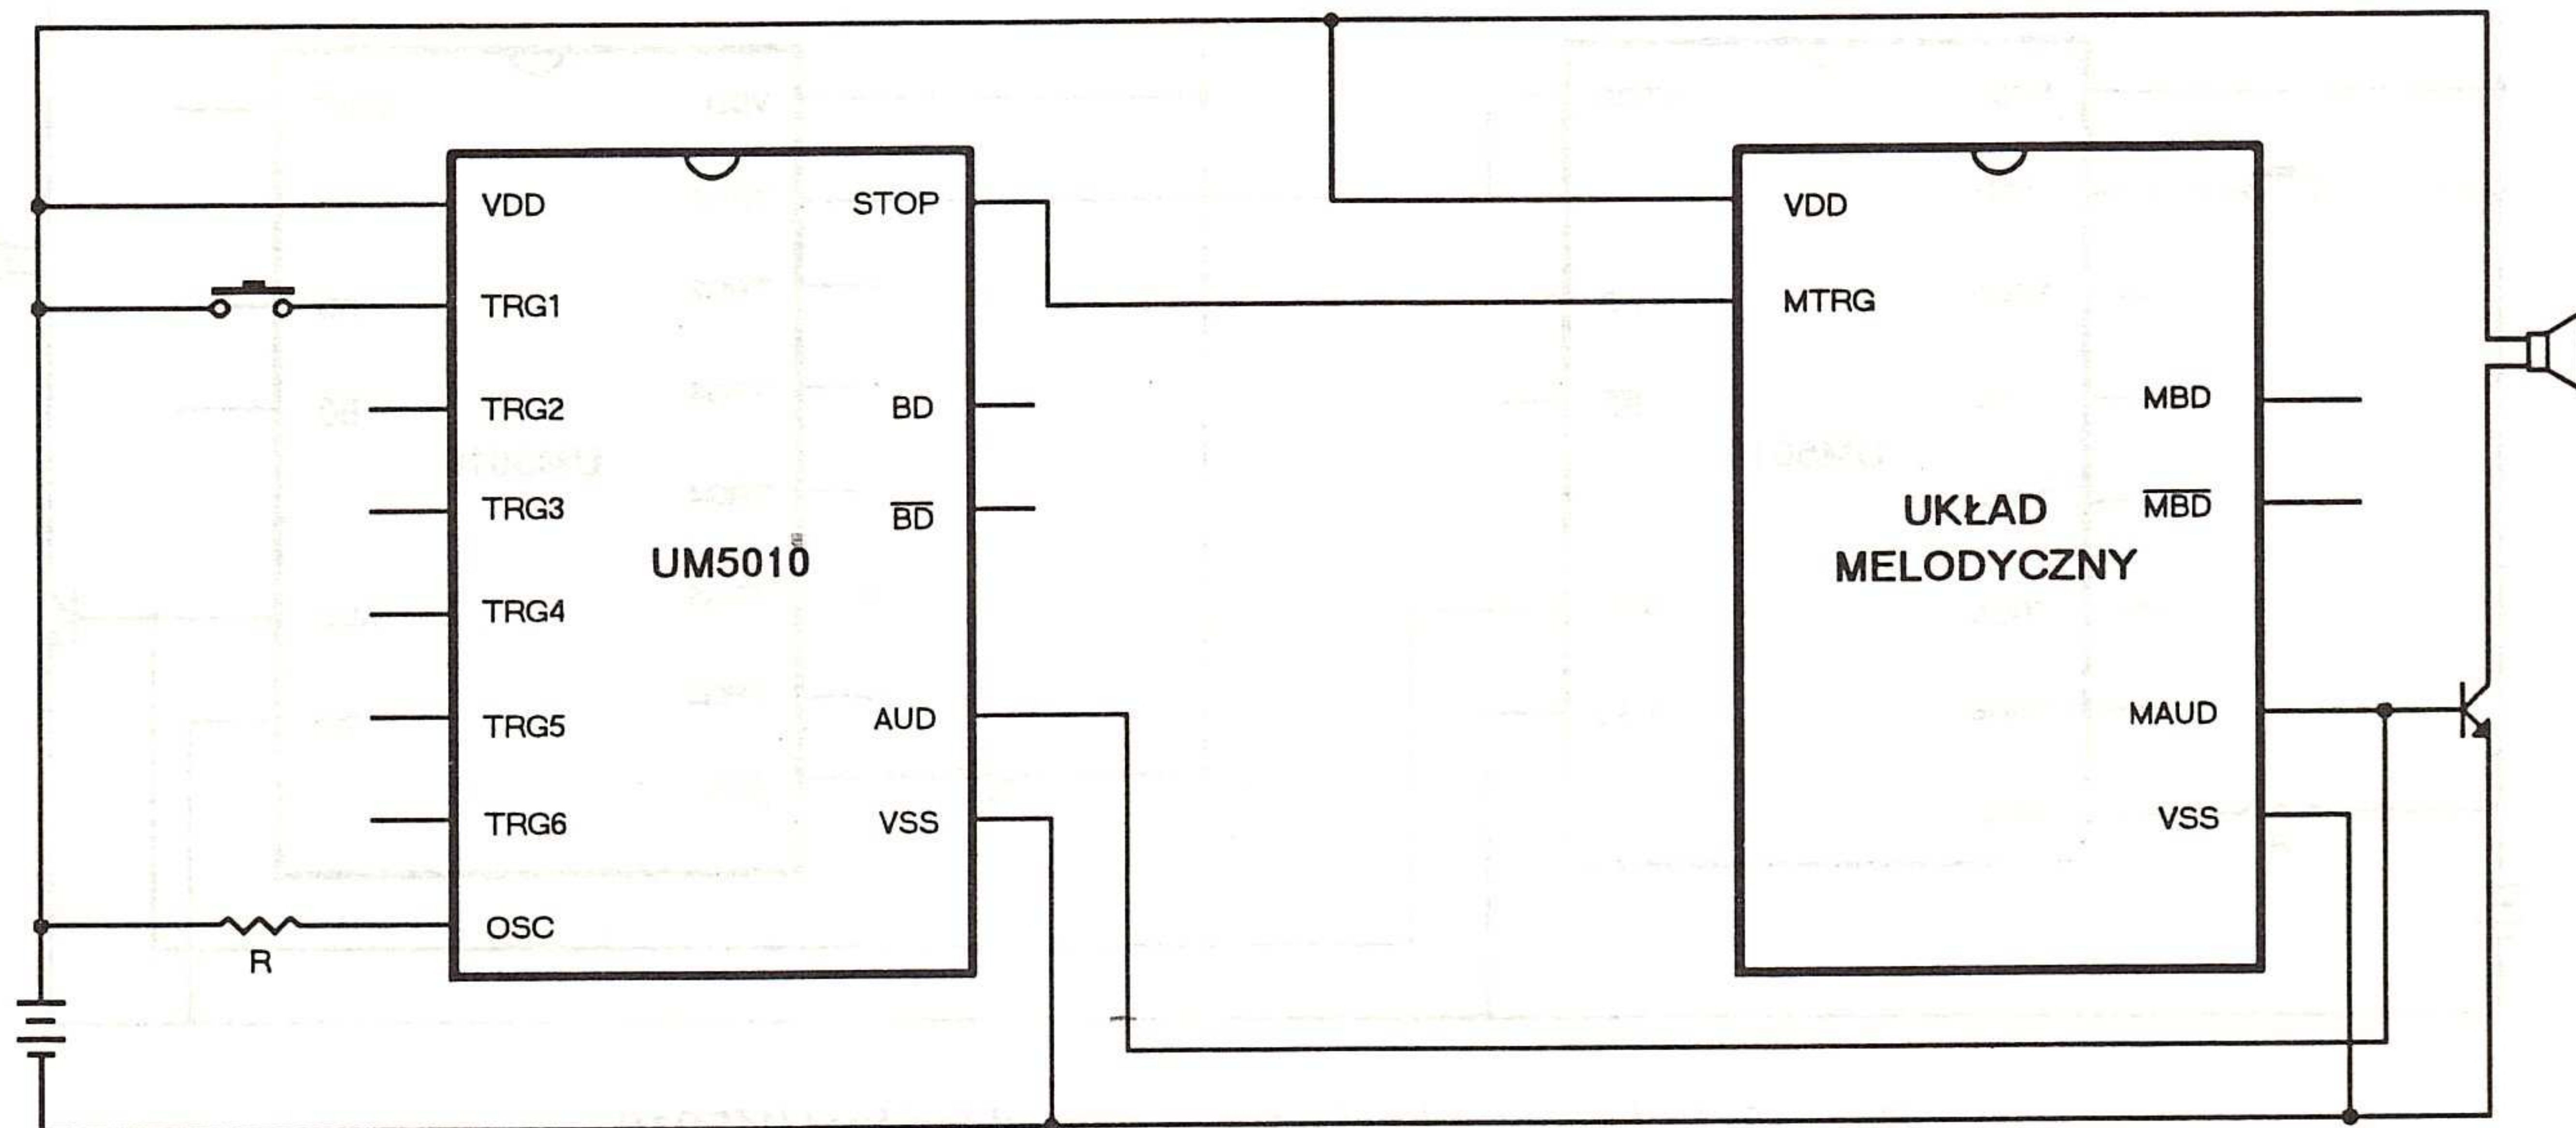 VDD
TRG1
TRG2
TRG3
TRG4
TRG5
TRG6
OSC
R
UM5010
STOP
BD
BD
AUD
VSS
VDD
MTRG
UKŁAD
MELODYCZNY
MBD
MBD
MAUD
VSS